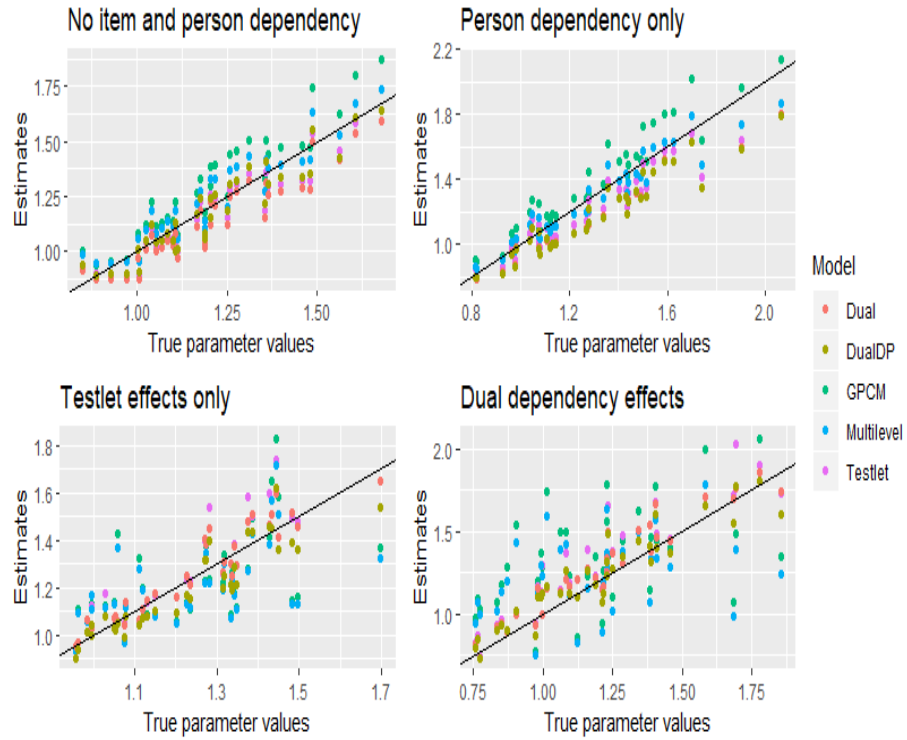 No item and person dependency
Estimates
1.75
1.50
1.25
1.00
1.00
1.25
1.50
True parameter values
Person dependency only
Estimates
2.2
1.8
1.4
1.0
0.8
1.2
1.6
2.0
True parameter values
Testlet effects only
Estimates
1.8
1.6
1.4
1.2
1.0
1.1
1.3
1.5
1.7
True parameter values
Dual dependency effects
Estimates
2.0
1.5
1.0
0.75
1.00
1.25
1.50
1.75
True parameter values
Model
Dual
DualDP
GPCM
Multilevel
Testlet